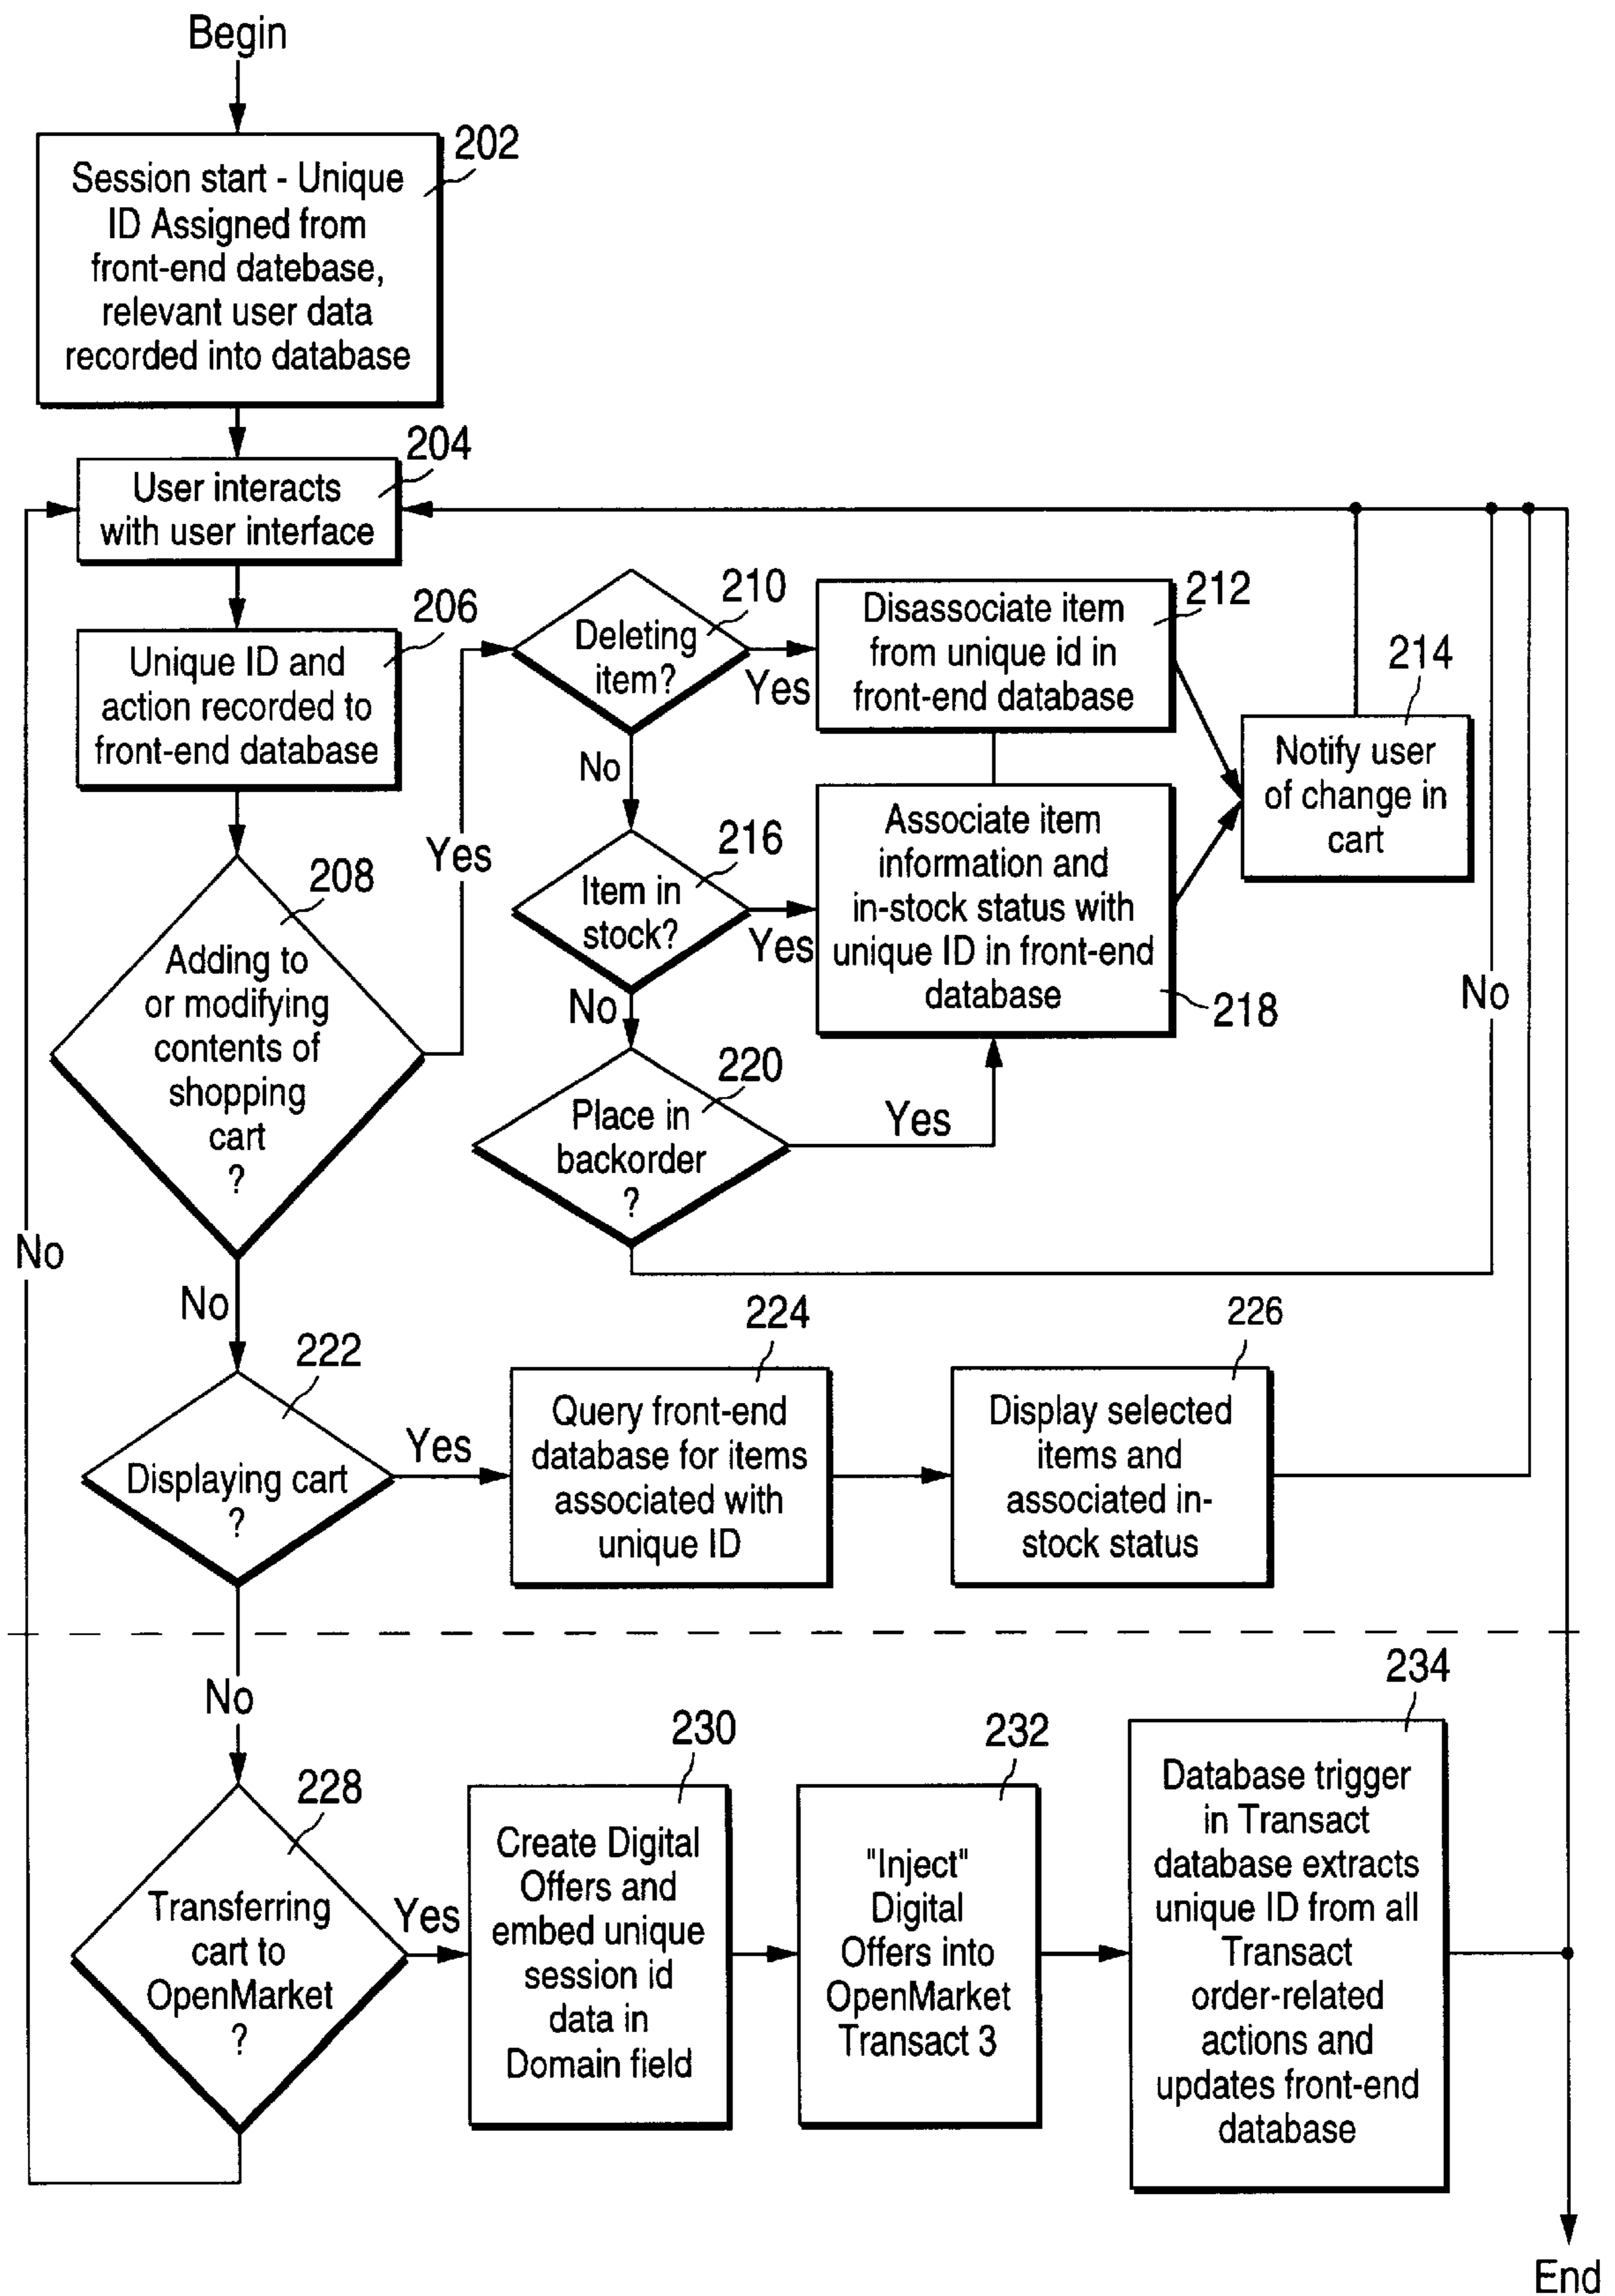 Begin
202
Session start - Unique
ID Assigned from
front-end datebase,
relevant user data
recorded into database
204
User interacts
with user interface
206
Unique ID and
action recorded to
front-end database
208
Adding to
or modifying
contents of
shopping
cart
?
Yes
No
210
Deleting
item?
Yes
No
212
Disassociate item
from unique id in
front-end database
214
Notify user
of change in
cart
216
Item in
stock?
Yes
No
Associate item
information and
in-stock status with
unique ID in front-end
database
218
220
Place in
backorder
?
Yes
No
222
Displaying cart
?
Yes
No
224
Query front-end
database for items
associated with
unique ID
226
Display selected
items and
associated in-
stock status
228
Transferring
cart to
OpenMarket
?
Yes
No
230
Create Digital
Offers and
embed unique
session id
data in
Domain field
232
"Inject"
Digital
Offers into
OpenMarket
Transact 3
234
Database trigger
in Transact
database extracts
unique ID from all
Transact
order-related
actions and
updates front-end
database
End